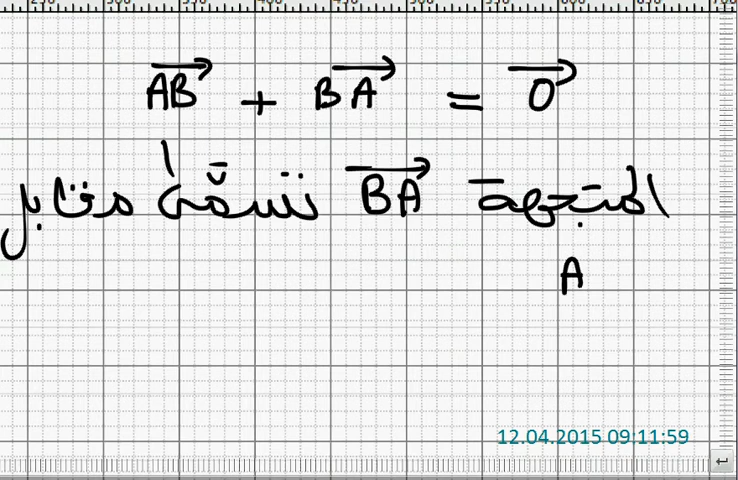 AB + BA = 0
المتجهة BA تسمى مقابل
A
12.04.2015 09:11:59